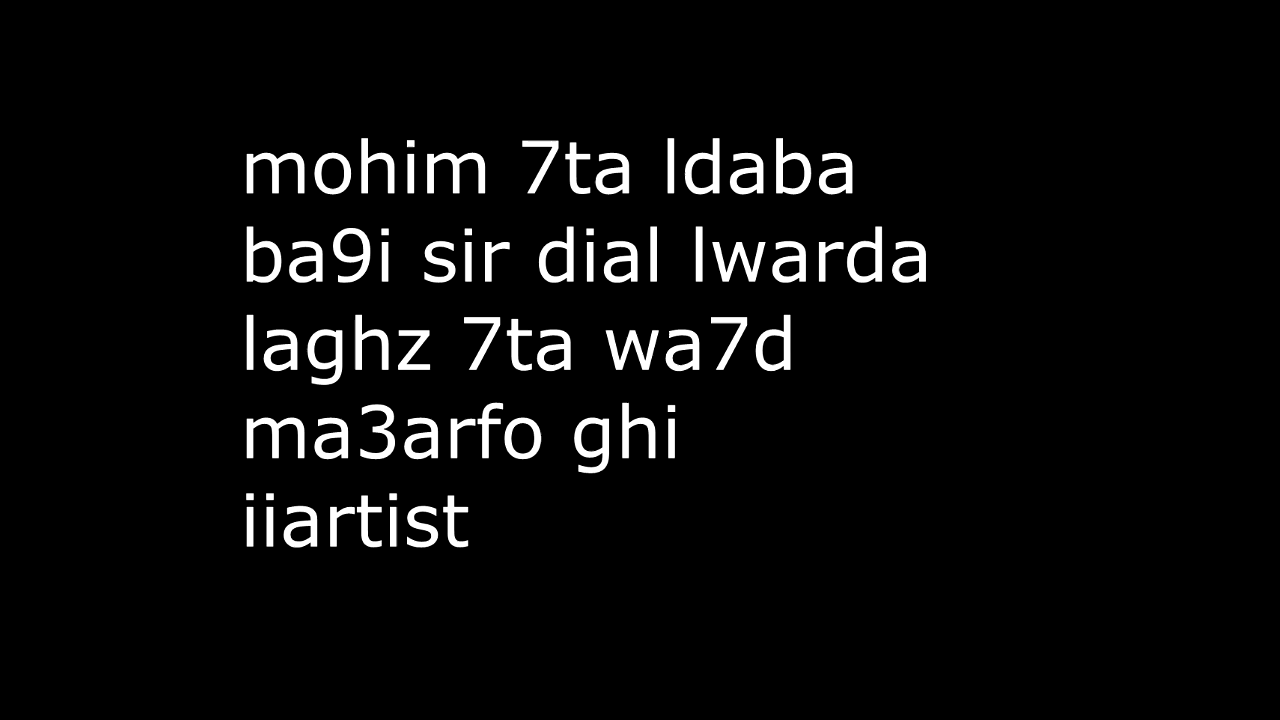 mohim 7ta ldaba
ba9i sir dial lwarda
laghz 7ta wa7d
ma3arfo ghi
iiartist